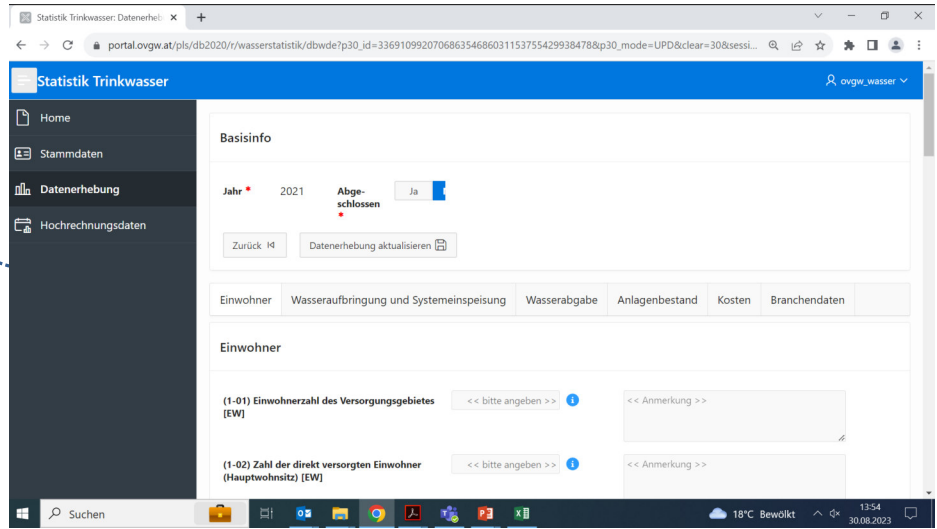 Statistik Trinkwasser: Datenerheb
portal.ovgw.at/pls/db2020/r/wasserstatistik/dbwde?p30_id=336910992070686354686031153755429938478&p30_mode=UPD&clear=30&sessi...
Statistik Trinkwasser
ovgw_wasser
Home
Stammdaten
Datenerhebung
Hochrechnungsdaten
Basisinfo
Jahr * 2021 Abge-
schlossen
*
Ja
Zurück
Datenerhebung aktualisieren
Einwohner Wasseraufbringung und Systemeinspeisung Wasserabgabe Anlagenbestand Kosten Branchendaten
Einwohner
(1-01) Einwohnerzahl des Versorgungsgebietes
[EW]
<< bitte angeben >>
<< Anmerkung >>
(1-02) Zahl der direkt versorgten Einwohner
(Hauptwohnsitz) [EW]
<< bitte angeben >>
<< Anmerkung >>
Suchen
18°C Bewölkt
13:54
30.08.2023